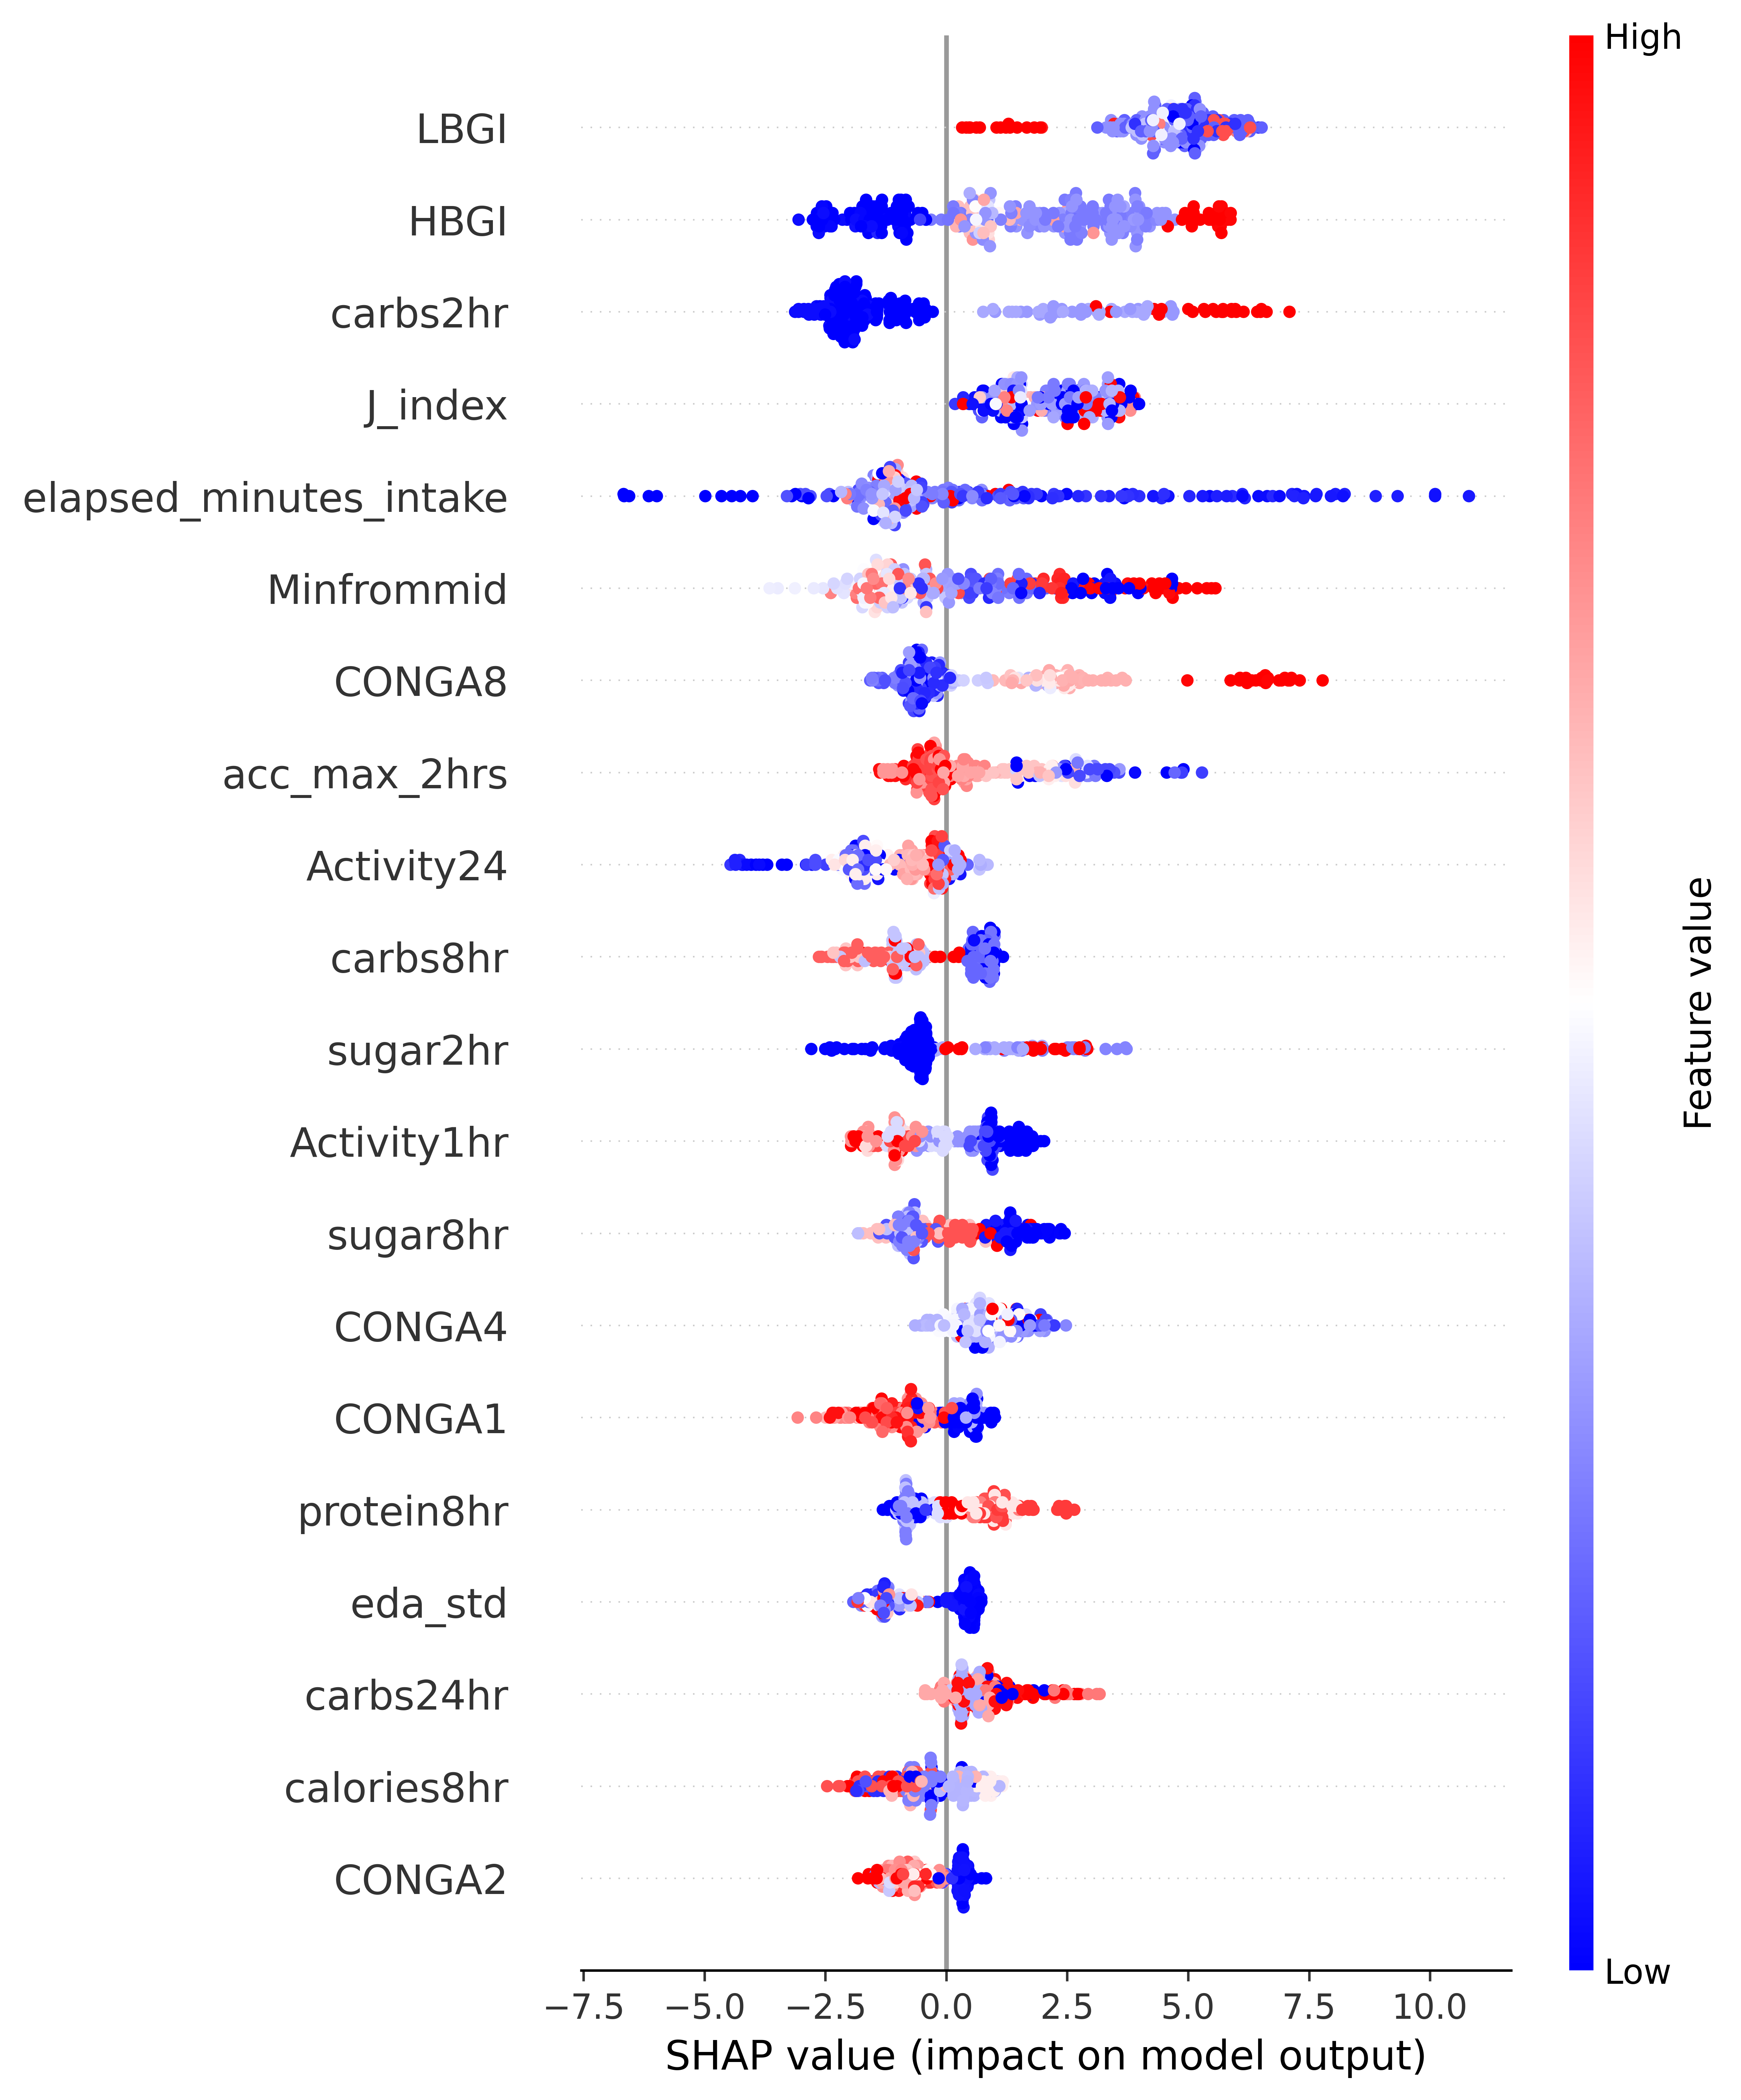 High
LBGI
HBGI
carbs2hr
J_index
elapsed_minutes_intake
Minfrommid
CONGA8
acc_max_2hrs
Activity24
carbs8hr
sugar2hr
Activity1hr
sugar8hr
CONGA4
CONGA1
protein8hr
eda_std
carbs24hr
calories8hr
CONGA2
Feature value
Low
−7.5 −5.0 −2.5 0.0 2.5 5.0 7.5 10.0
SHAP value (impact on model output)